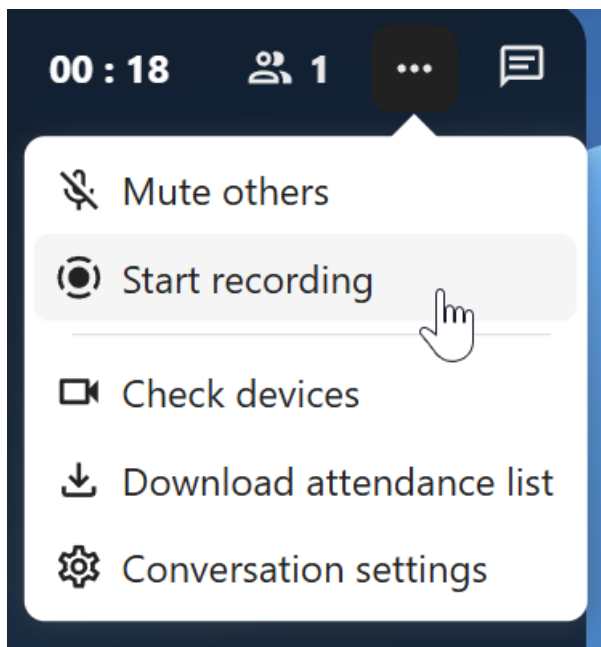 00 : 18 1
Mute others
Start recording
Check devices
Download attendance list
Conversation settings